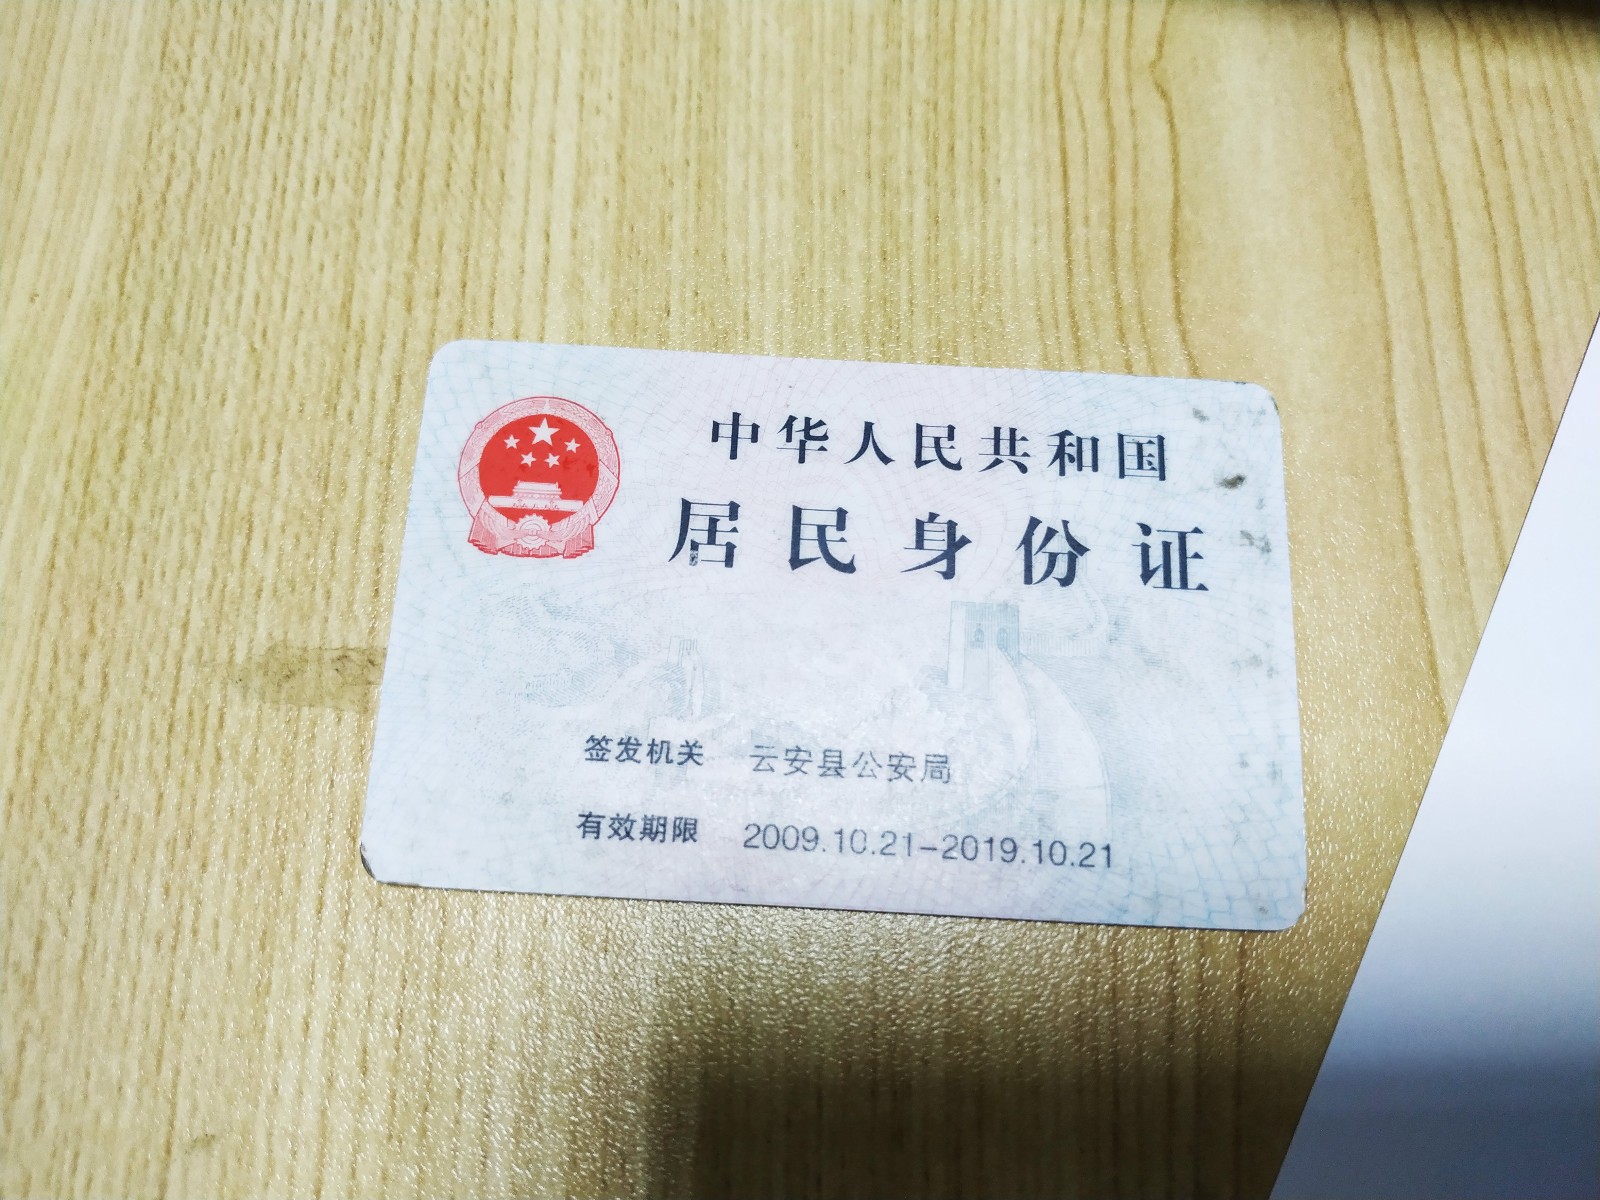 中华人民共和国
居民身份证
签发机关 云安县公安局
有效期限 2009.10.21-2019.10.21